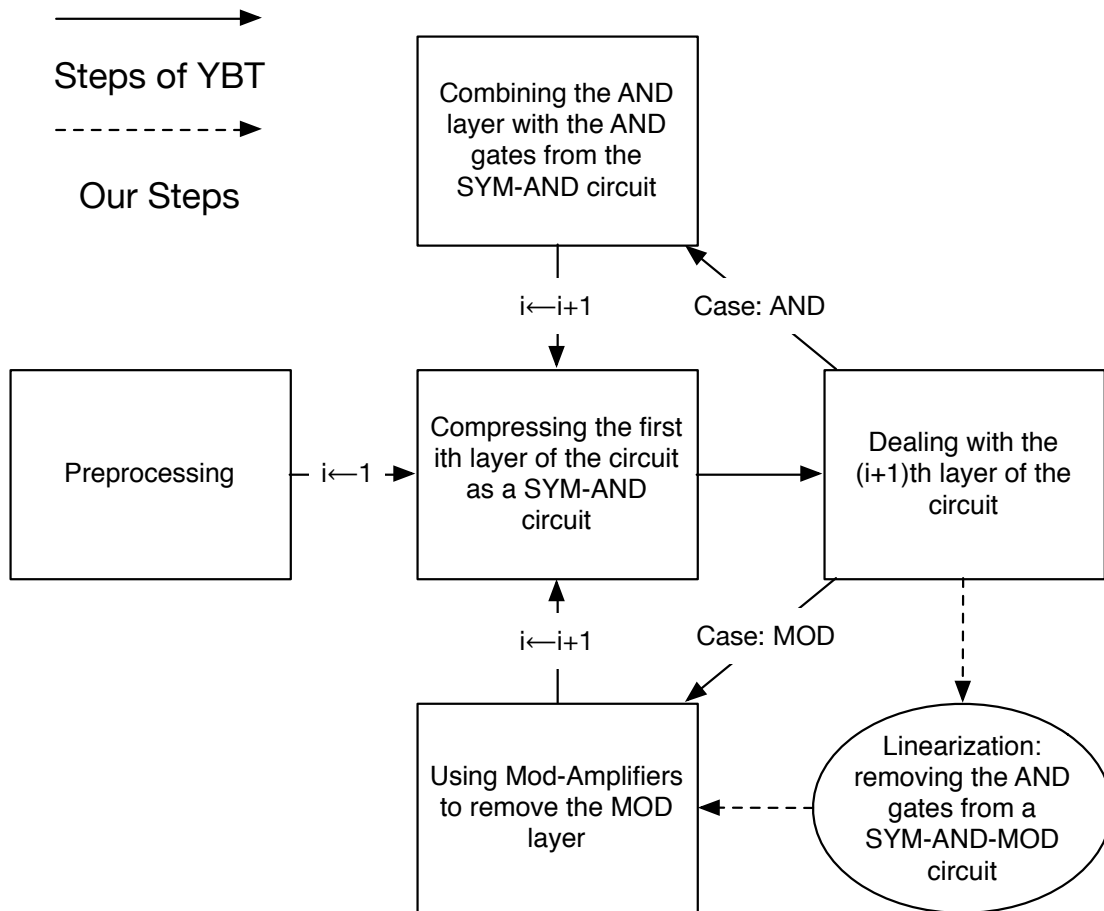 Steps of YBT
Our Steps
Combining the AND
layer with the AND
gates from the
SYM-AND circuit
i←i+1
Case: AND
Preprocessing
i←1
Compressing the first
ith layer of the circuit
as a SYM-AND
circuit
Dealing with the
(i+1)th layer of the
circuit
i←i+1
Case: MOD
Using Mod-Amplifiers
to remove the MOD
layer
Linearization:
removing the AND
gates from a
SYM-AND-MOD
circuit